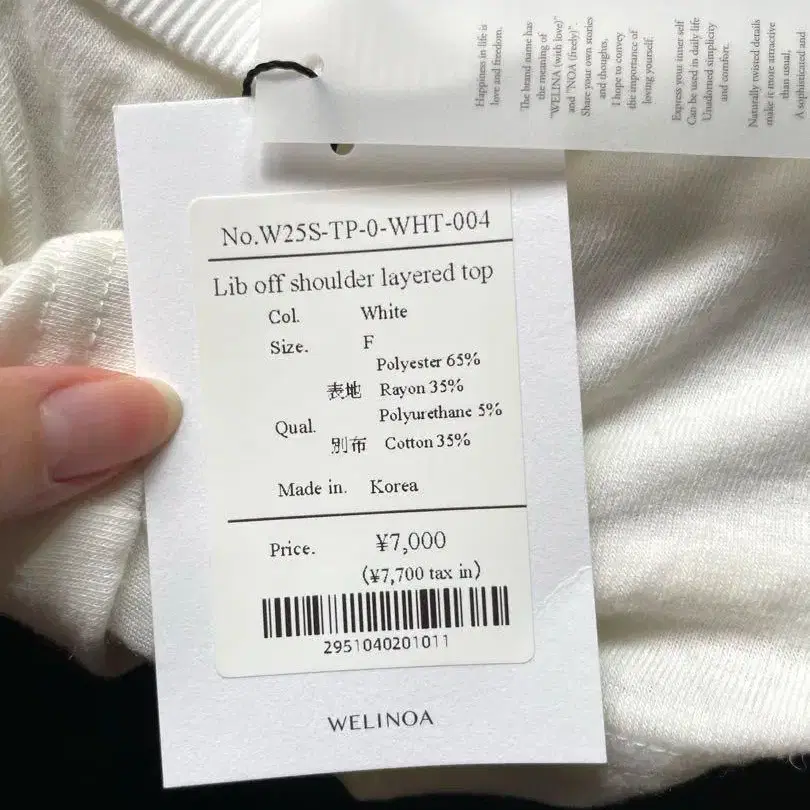 Happiness in life is
love and freedom.
The brand name has
the meaning of
"WELINA (with love)"
and "NOA (freely)".
Share your own stories
and thoughts,
I hope to convey
the importance of
loving yourself.
Express your inner self
Can be used in daily life
Unadorned simplicity
and comfort.
Naturally twisted details
make it more attractive
than usual,
A sophisticated and
No.W25S-TP-0-WHT-004
Lib off shoulder layered top
Col. White
Size. F
Polyester 65%
表地 Rayon 35%
Qual. Polyurethane 5%
別布 Cotton 35%
Made in. Korea
Price. ¥7,000
(¥7,700 tax in)
2951040201011
WELINOA